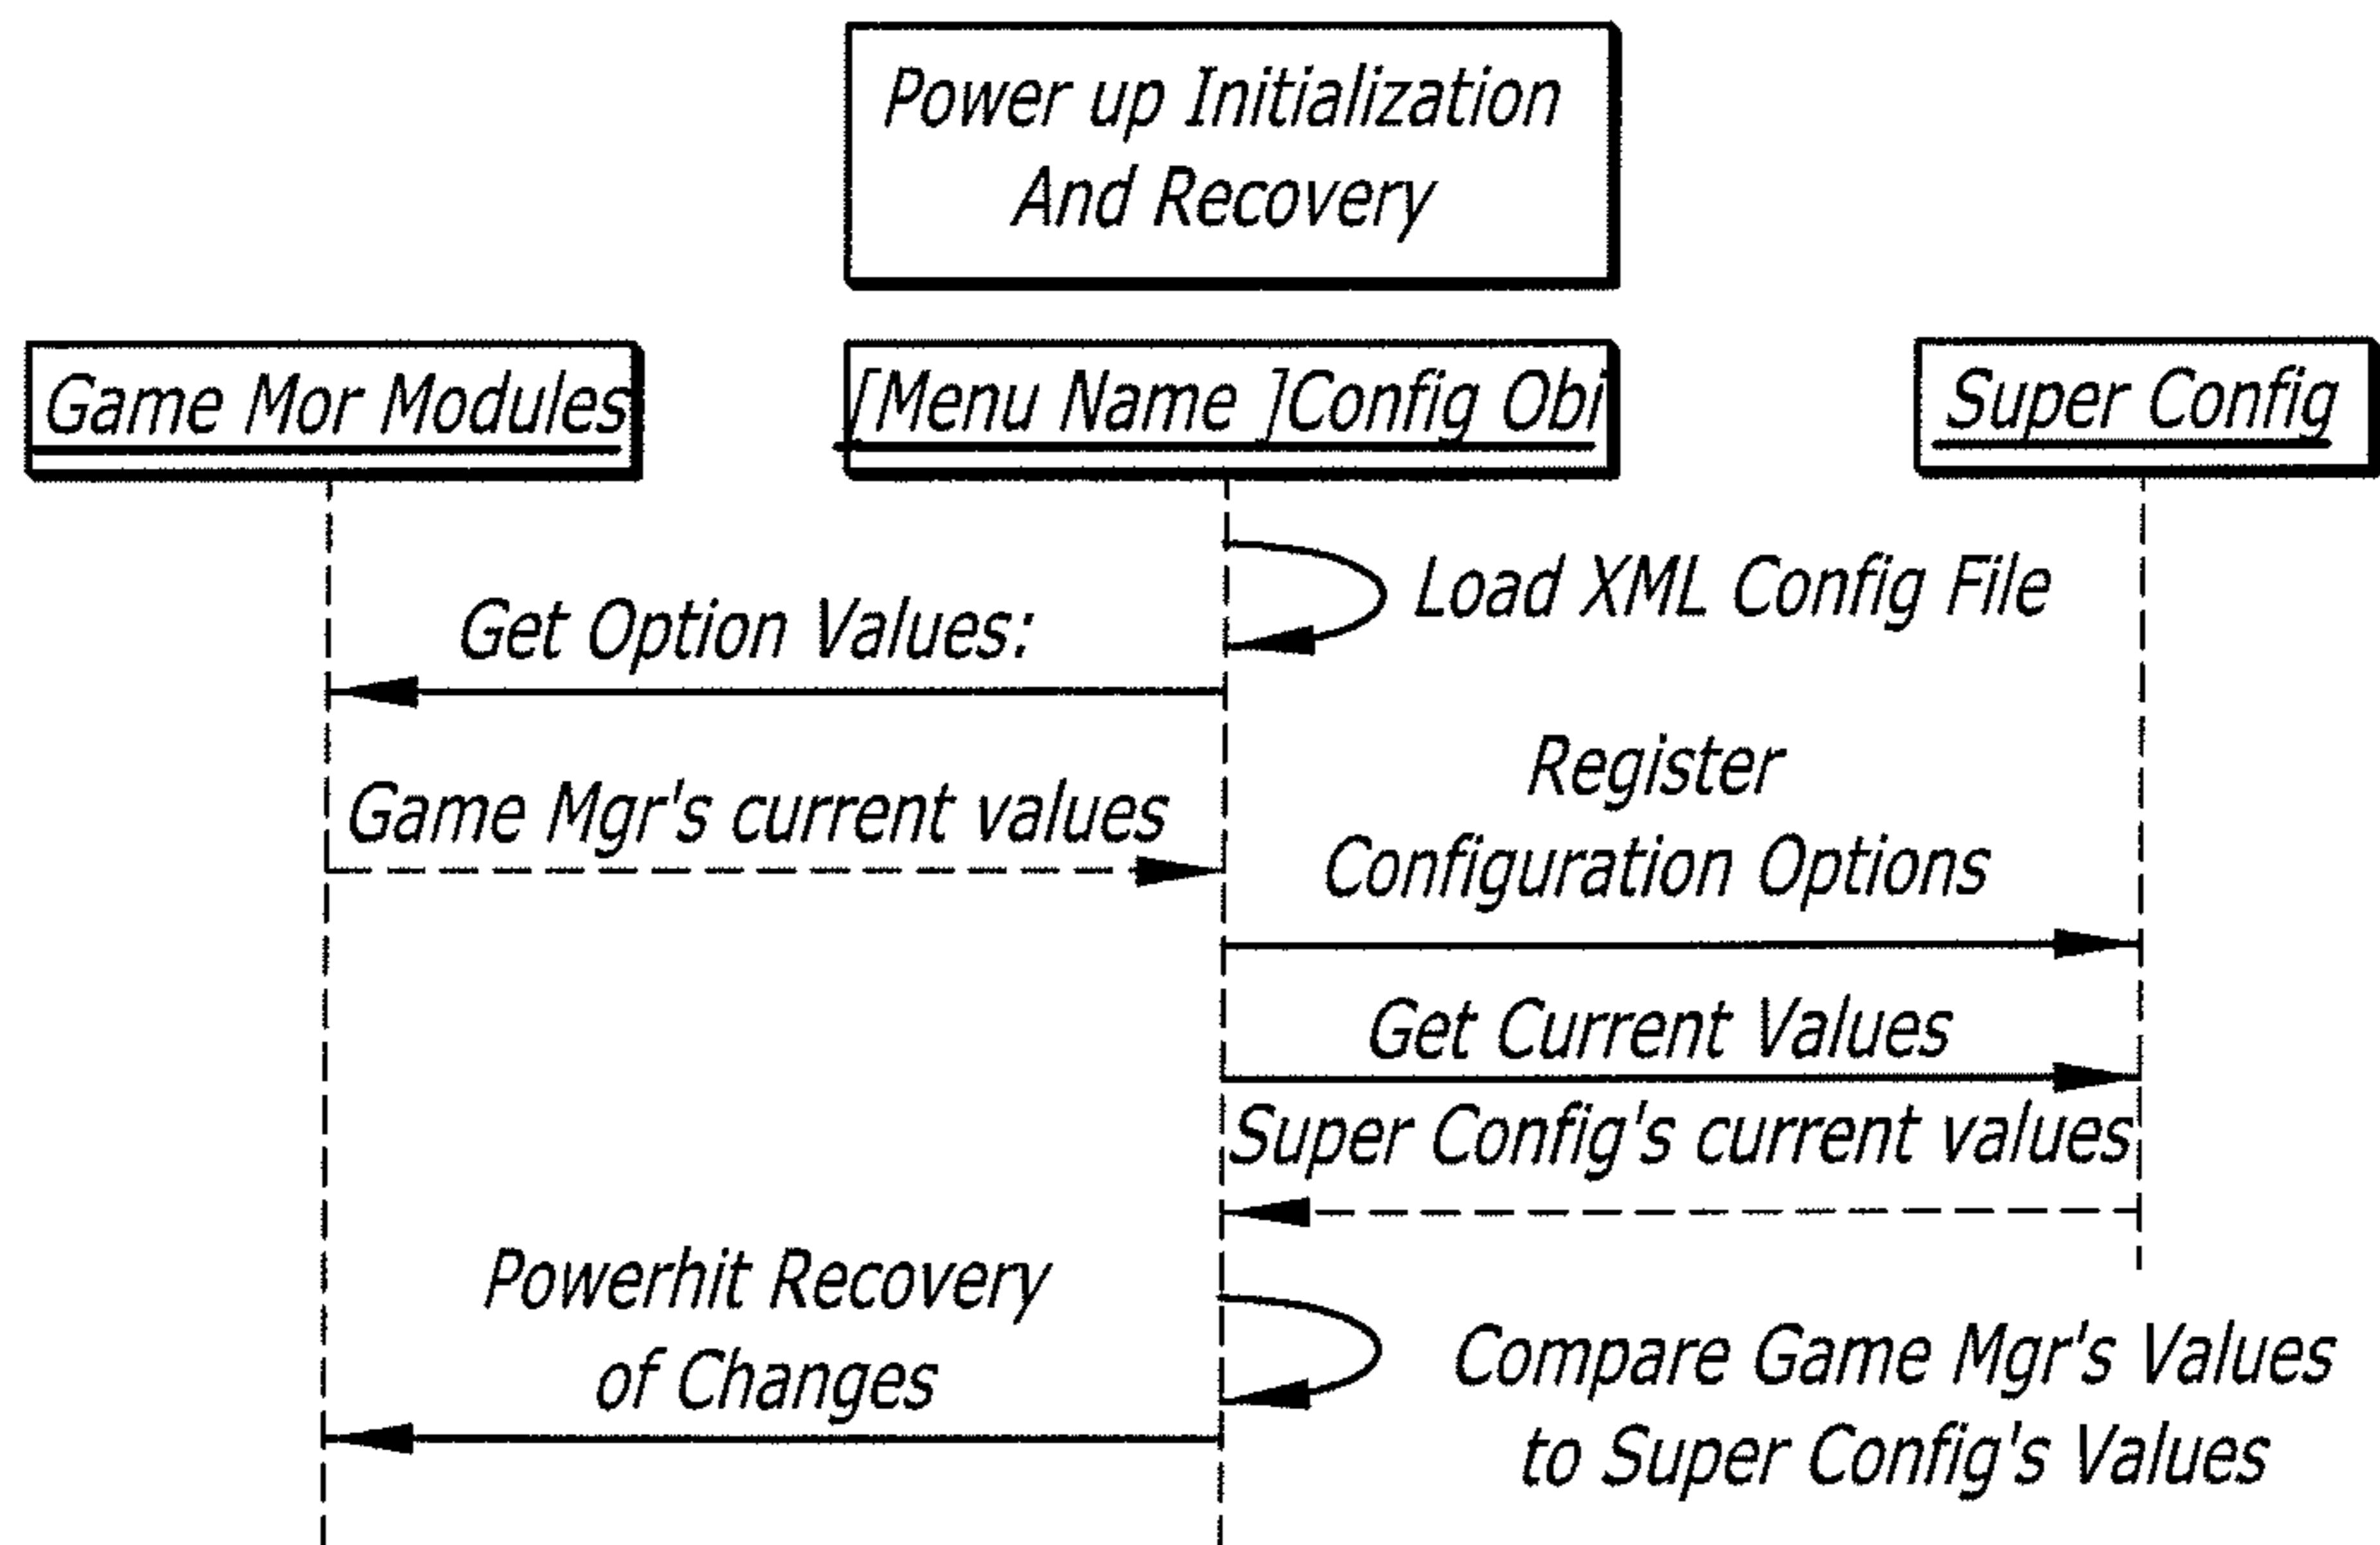 Power up Initialization
And Recovery
Game Mor Modules
[Menu Name ]Config Obi
Super Config
Load XML Config File
Get Option Values:
Register
Configuration Options
Game Mgr's current values
Get Current Values
Super Config's current values
Powerhit Recovery
of Changes
Compare Game Mgr's Values
to Super Config's Values